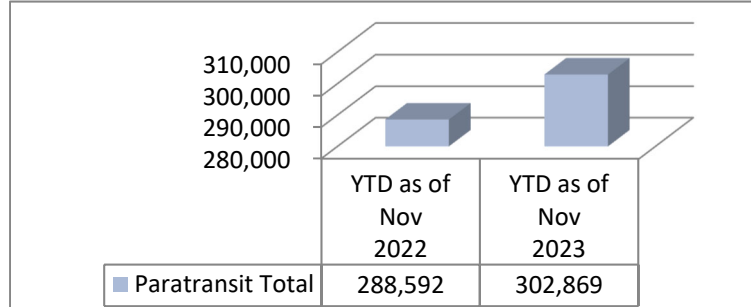 310,000
300,000
290,000
280,000
YTD as of YTD as of
Nov Nov
2022 2023
Paratransit Total 288,592 302,869